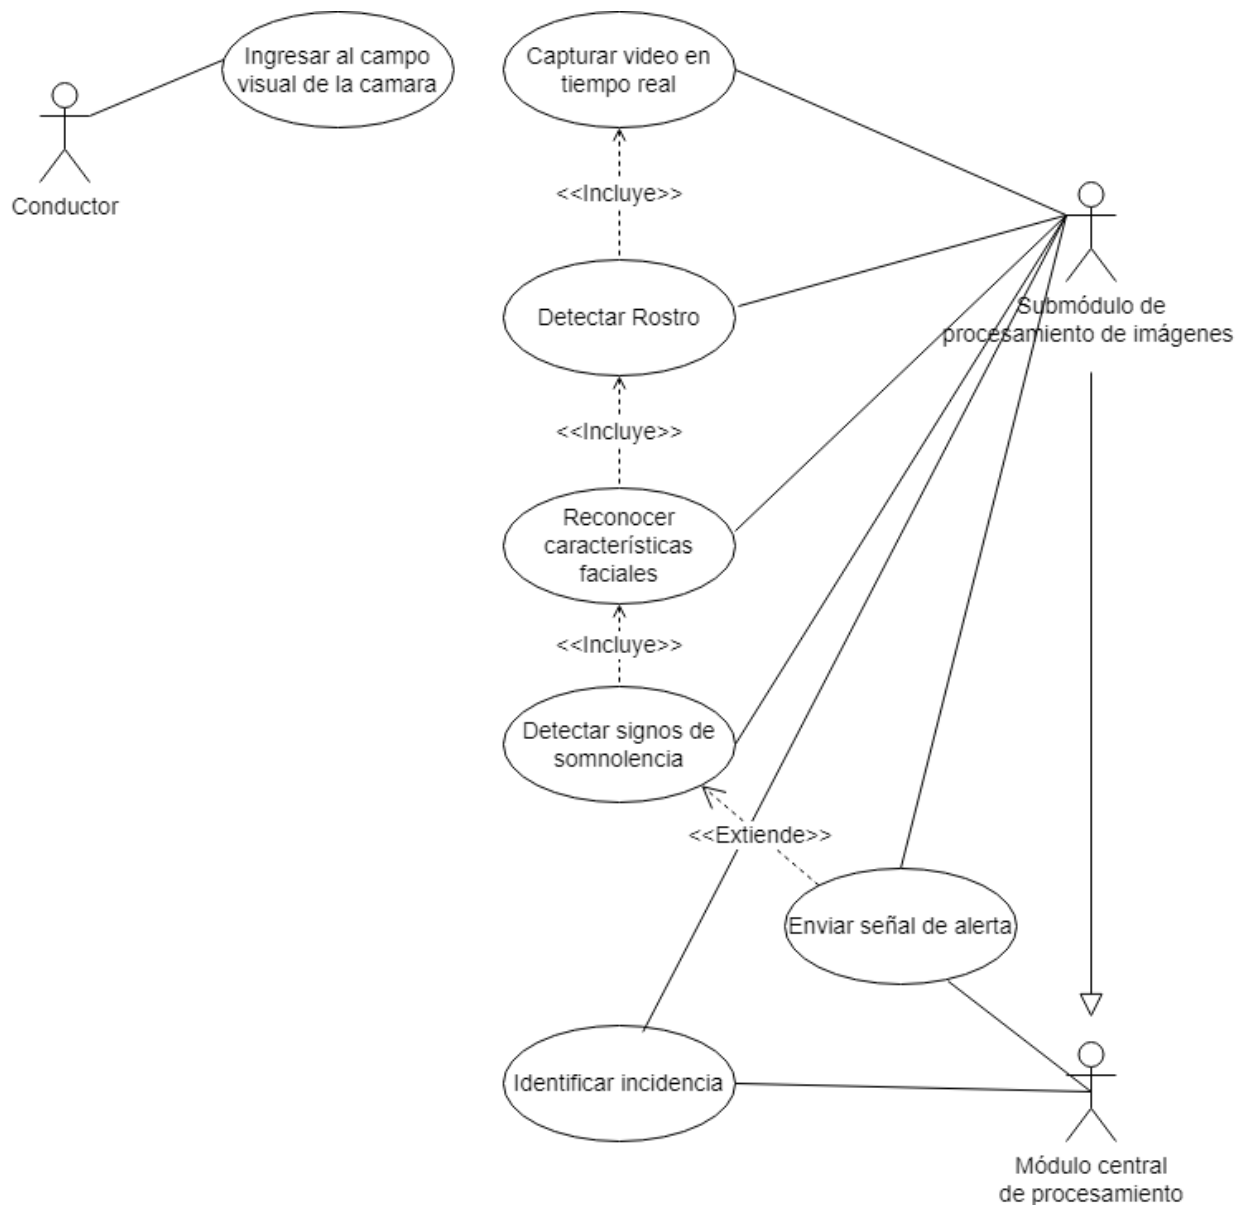 Ingresar al campo
visual de la camara
Capturar video en
tiempo real
Conductor
<<Incluye>>
Submódulo de
procesamiento de imágenes
Detectar Rostro
<<Incluye>>
Reconocer
características
faciales
<<Incluye>>
Detectar signos de
somnolencia
<<Extiende>>
Enviar señal de alerta
Identificar incidencia
Módulo central
de procesamiento